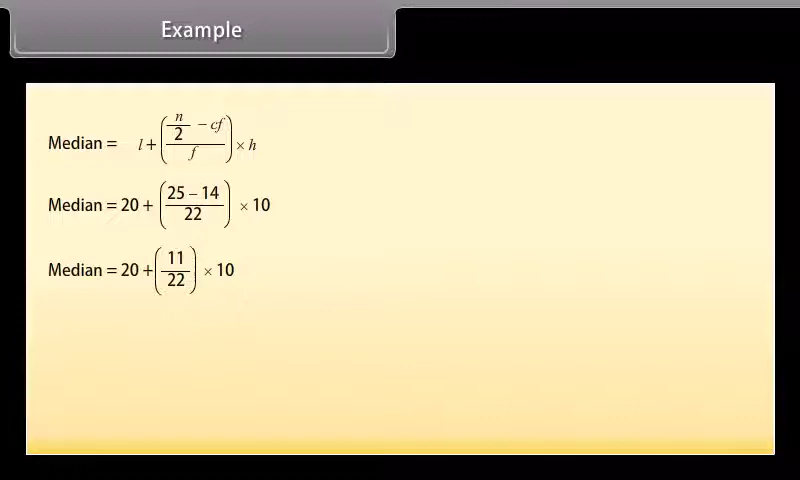 Example
Median = l + ( (n/2 − cf) / f ) × h
Median = 20 + ( (25 – 14) / 22 ) × 10
Median = 20 + ( 11 / 22 ) × 10